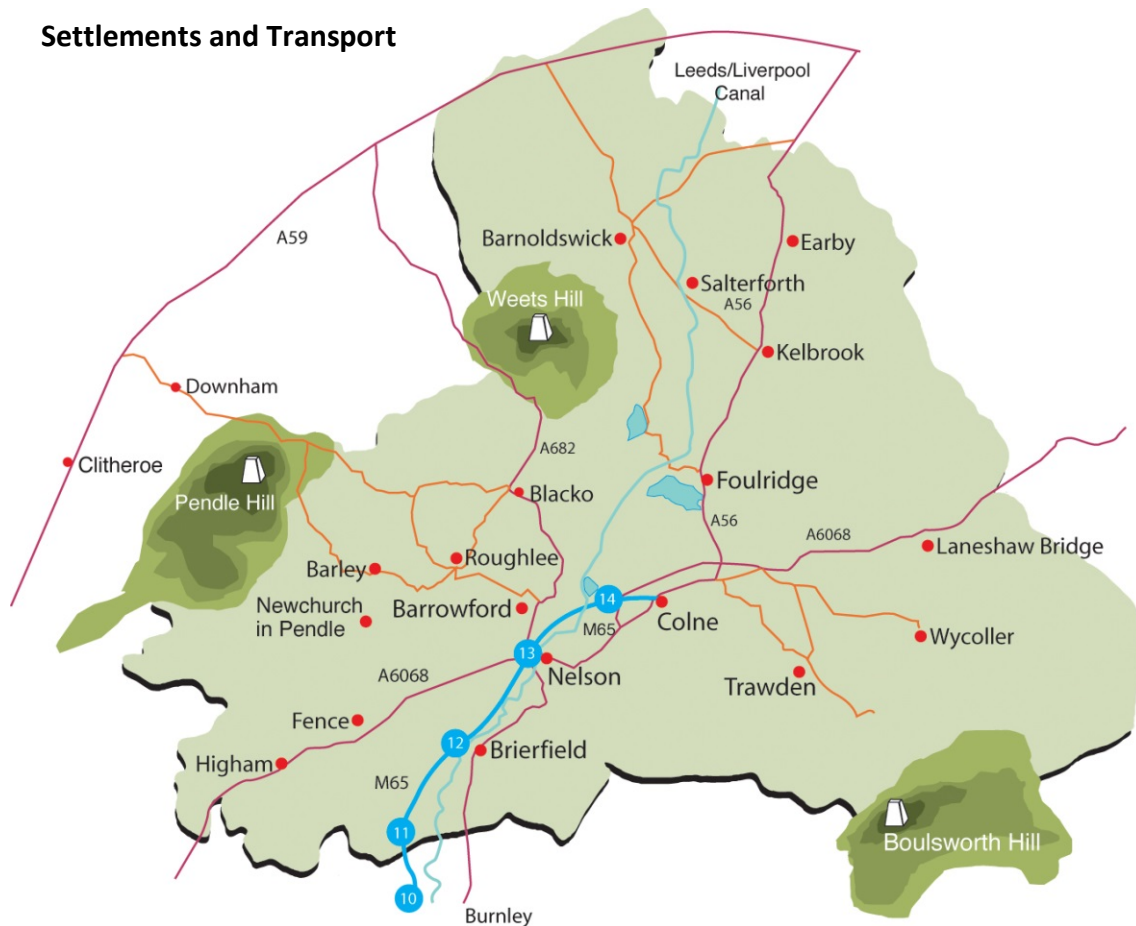 Settlements and Transport
Leeds/Liverpool
Canal
A59
Barnoldswick
Earby
Salterforth
A56
Weets Hill
Kelbrook
Downham
A682
Clitheroe
Pendle Hill
Blacko
Foulridge
A56
A6068
Laneshaw Bridge
Roughlee
Barley
Newchurch
in Pendle
Barrowford
14
M65
Colne
Wycoller
13
Nelson
A6068
Trawden
Fence
12
Brierfield
Higham
M65
11
Boulsworth Hill
10
Burnley